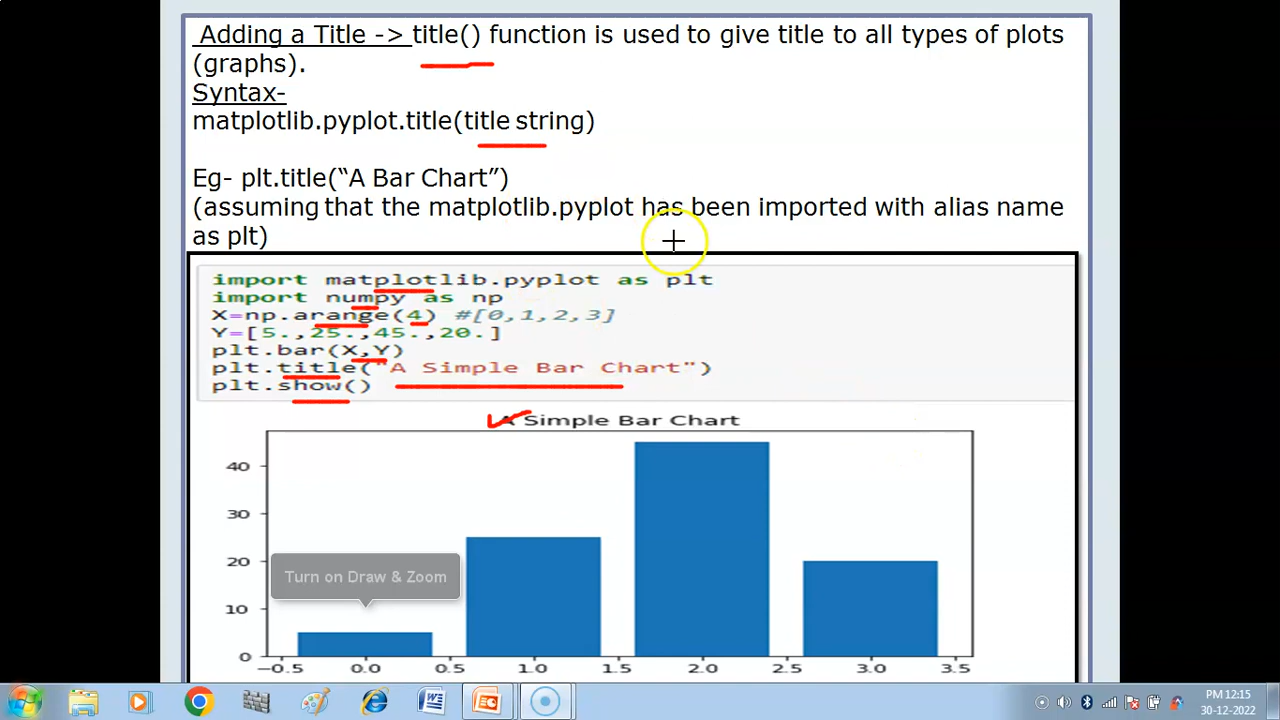 Adding a Title -> title() function is used to give title to all types of plots
(graphs).
Syntax-
matplotlib.pyplot.title(title string)
Eg- plt.title(“A Bar Chart”)
(assuming that the matplotlib.pyplot has been imported with alias name
as plt)
import matplotlib.pyplot as plt
import numpy as np
X=np.arange(4) #[0,1,2,3]
Y=[5.,25.,45.,20.]
plt.bar(X,Y)
plt.title("A Simple Bar Chart")
plt.show()
A Simple Bar Chart
40
30
20
Turn on Draw & Zoom
10
0
−0.5 0.0 0.5 1.0 1.5 2.0 2.5 3.0 3.5
PM 12:15
30-12-2022